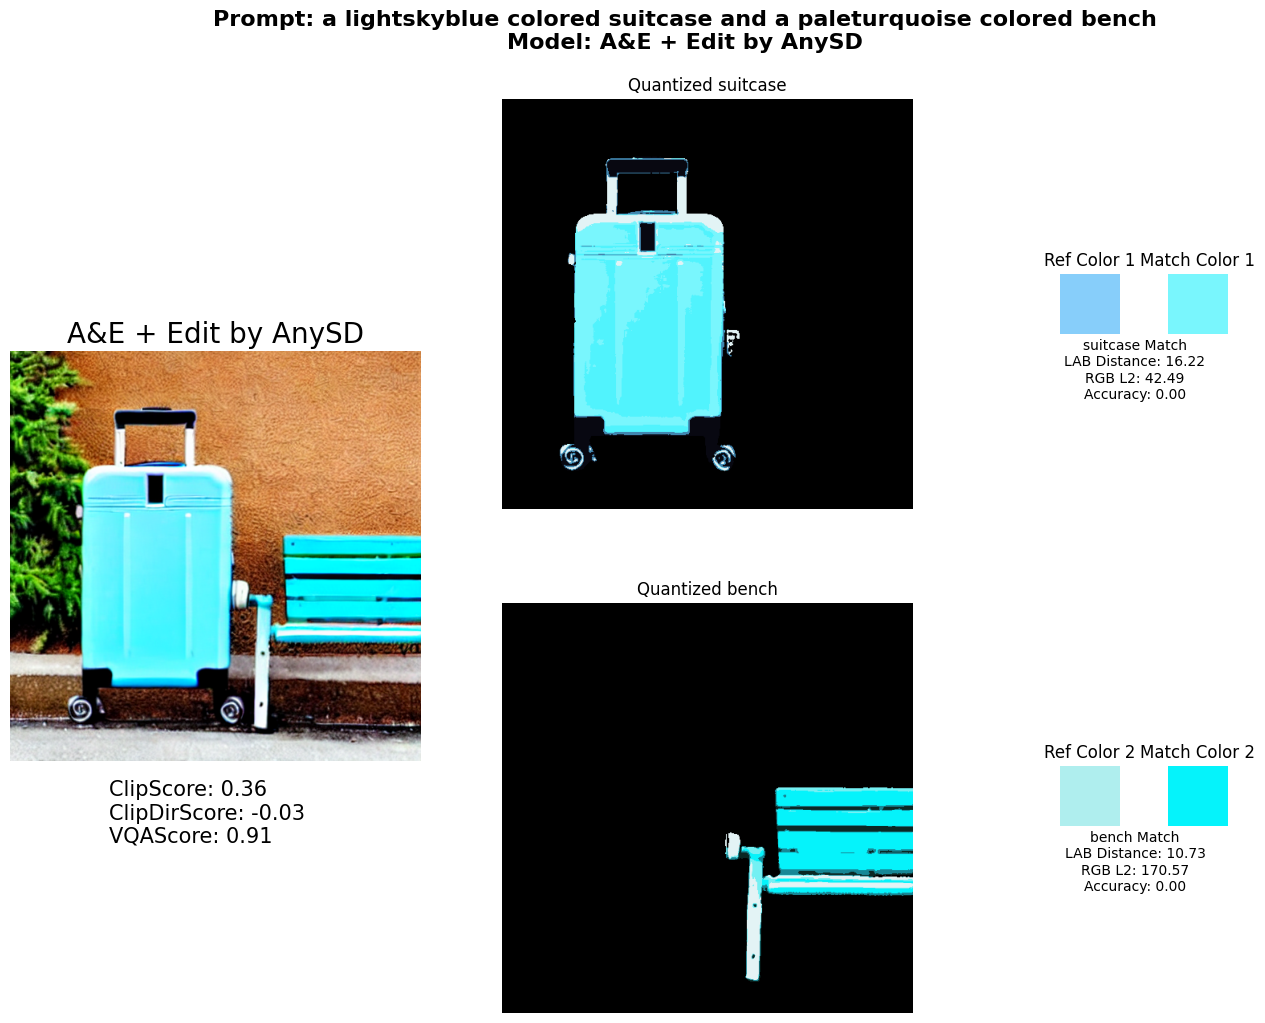 Prompt: a lightskyblue colored suitcase and a paleturquoise colored bench
Model: A&E + Edit by AnySD
Quantized suitcase
Ref Color 1 Match Color 1
suitcase Match
LAB Distance: 16.22
RGB L2: 42.49
Accuracy: 0.00
A&E + Edit by AnySD
ClipScore: 0.36
ClipDirScore: -0.03
VQAScore: 0.91
Quantized bench
Ref Color 2 Match Color 2
bench Match
LAB Distance: 10.73
RGB L2: 170.57
Accuracy: 0.00